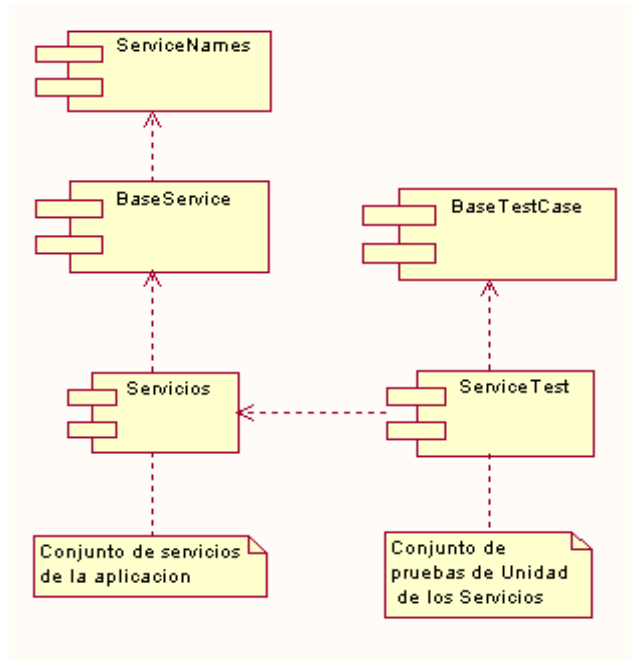 ServiceNames
BaseService
BaseTestCase
Servicios
ServiceTest
Conjunto de servicios
de la aplicacion
Conjunto de
pruebas de Unidad
de los Servicios